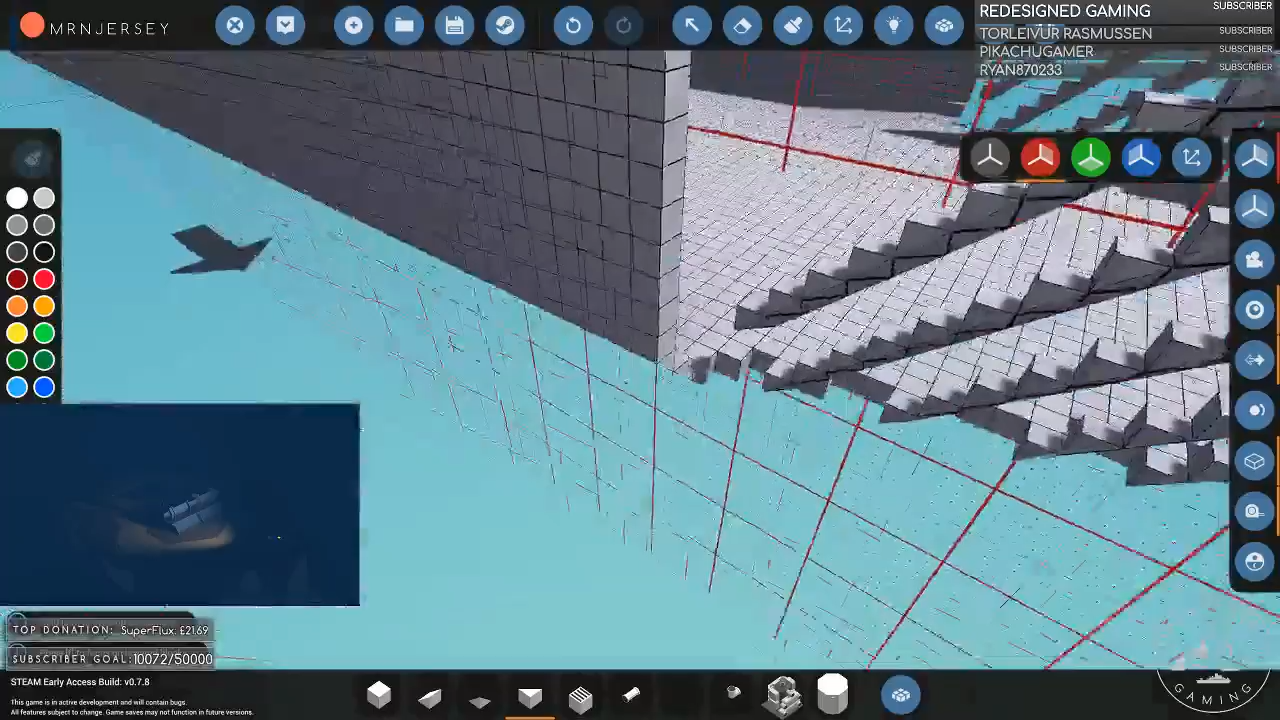 MRNJERSEY
REDESIGNED GAMING SUBSCRIBER
TORLEIVUR RASMUSSEN SUBSCRIBER
PIKACHUGAMER SUBSCRIBER
RYAN870233 SUBSCRIBER
TOP DONATION: SuperFlux: £21.69
SUBSCRIBER GOAL: 10072/50000
STEAM Early Access Build: v0.7.8
This game is in active development and will contain bugs.
All features subject to change. Game saves may not function in future versions.
GAMING